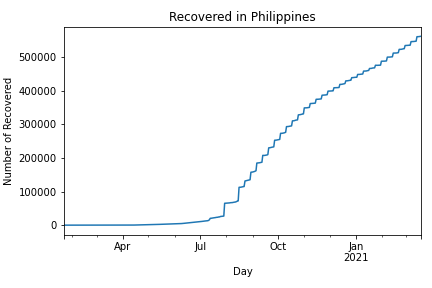 Recovered in Philippines
Number of Recovered
500000
400000
300000
200000
100000
0
Apr
Jul
Oct
Jan
2021
Day